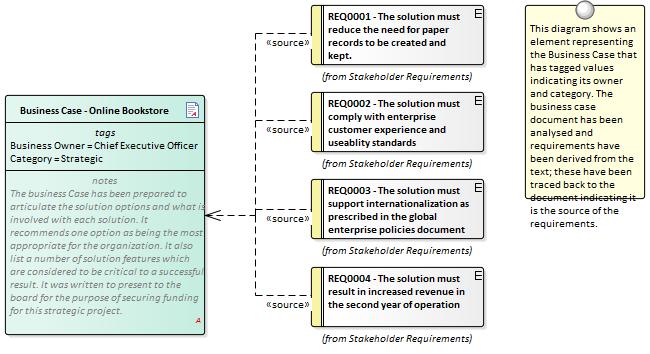 Business Case - Online Bookstore
tags
Business Owner = Chief Executive Officer
Category = Strategic
notes
The business Case has been prepared to
articulate the solution options and what is
involved with each solution. It
recommends one option as being the most
appropriate for the organization. It also
list a number of solution features which
are considered to be critical to a successful
result. It was written to present to the
board for the purpose of securing funding
for this strategic project.
A
«source»
REQ0001 - The solution must
reduce the need for paper
records to be created and
kept.
E
(from Stakeholder Requirements)
«source»
REQ0002 - The solution must
comply with enterprise
customer experience and
useablity standards
E
(from Stakeholder Requirements)
«source»
REQ0003 - The solution must
support internationalization as
prescribed in the global
enterprise policies document
E
(from Stakeholder Requirements)
«source»
REQ0004 - The solution must
result in increased revenue in
the second year of operation
E
(from Stakeholder Requirements)
This diagram shows an
element representing
the Business Case that
has tagged values
indicating its owner
and category. The
business case
document has been
analysed and
requirements have
been derived from the
text; these have been
traced back to the
document indicating it
is the source of the
requirements.